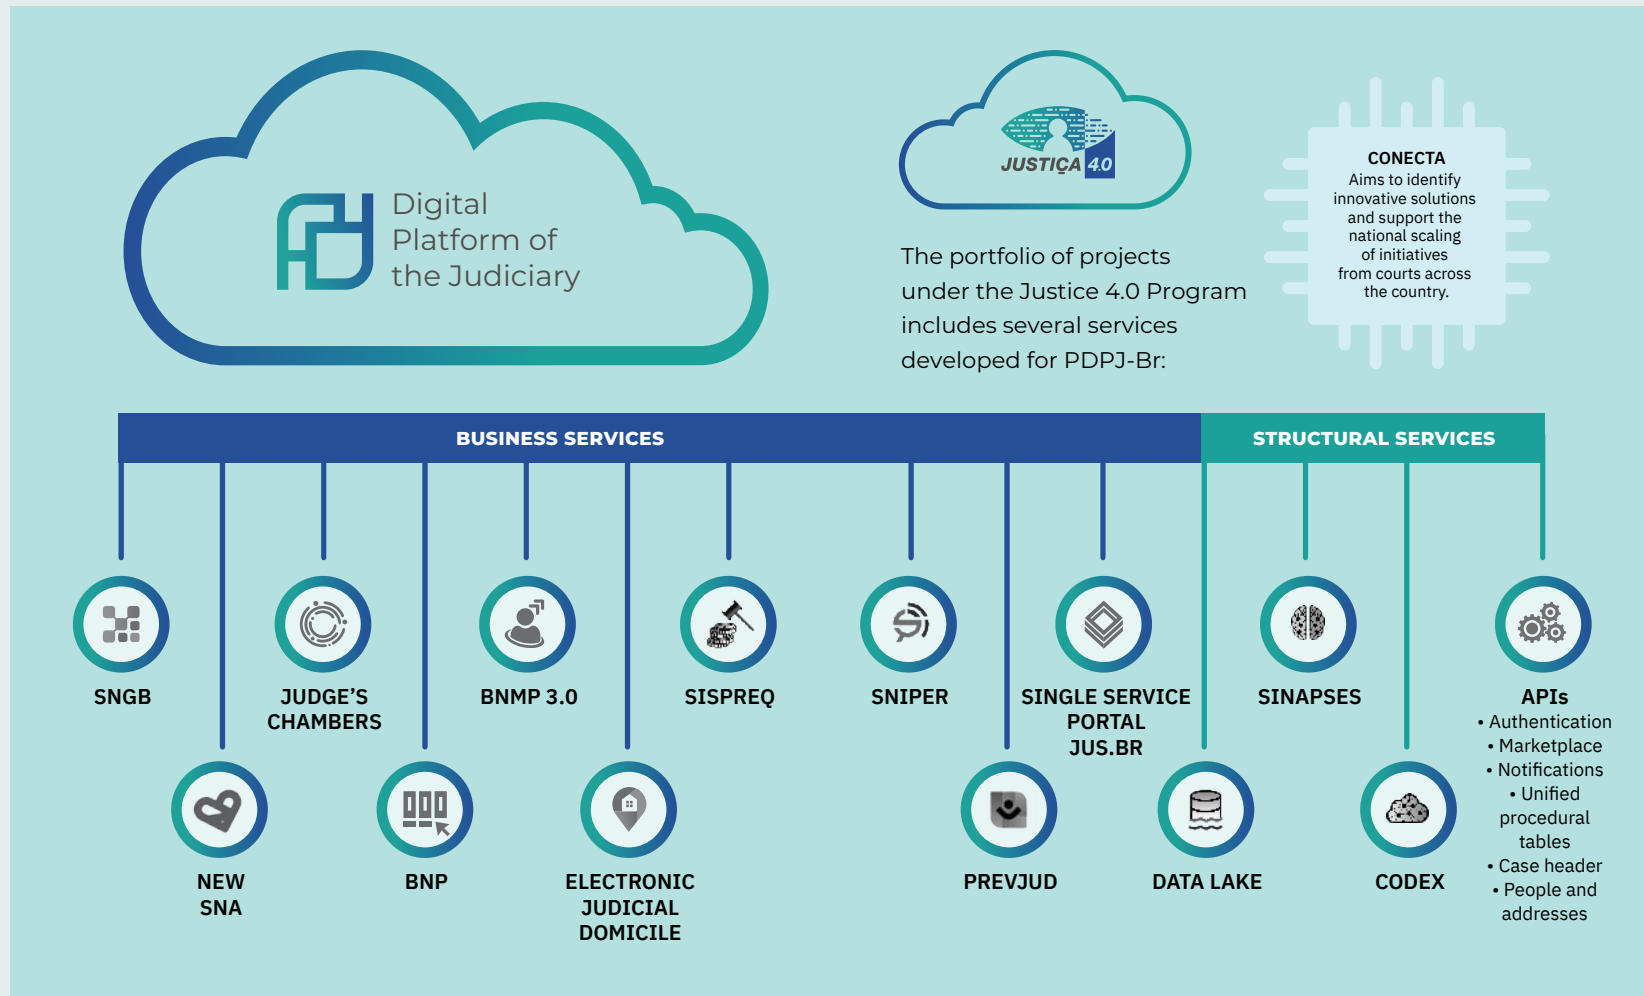 Digital
Platform of
the Judiciary
JUSTIÇA 4.0
The portfolio of projects
under the Justice 4.0 Program
includes several services
developed for PDPJ-Br:
CONECTA
Aims to identify
innovative solutions
and support the
national scaling
of initiatives
from courts across
the country.
BUSINESS SERVICES
STRUCTURAL SERVICES
SNGB
JUDGE’S
CHAMBERS
BNMP 3.0
SISPREQ
SNIPER
SINGLE SERVICE
PORTAL
JUS.BR
SINAPSES
APIs
• Authentication
• Marketplace
• Notifications
• Unified
procedural
tables
• Case header
• People and
addresses
NEW
SNA
BNP
ELECTRONIC
JUDICIAL
DOMICILE
PREVJUD
DATA LAKE
CODEX